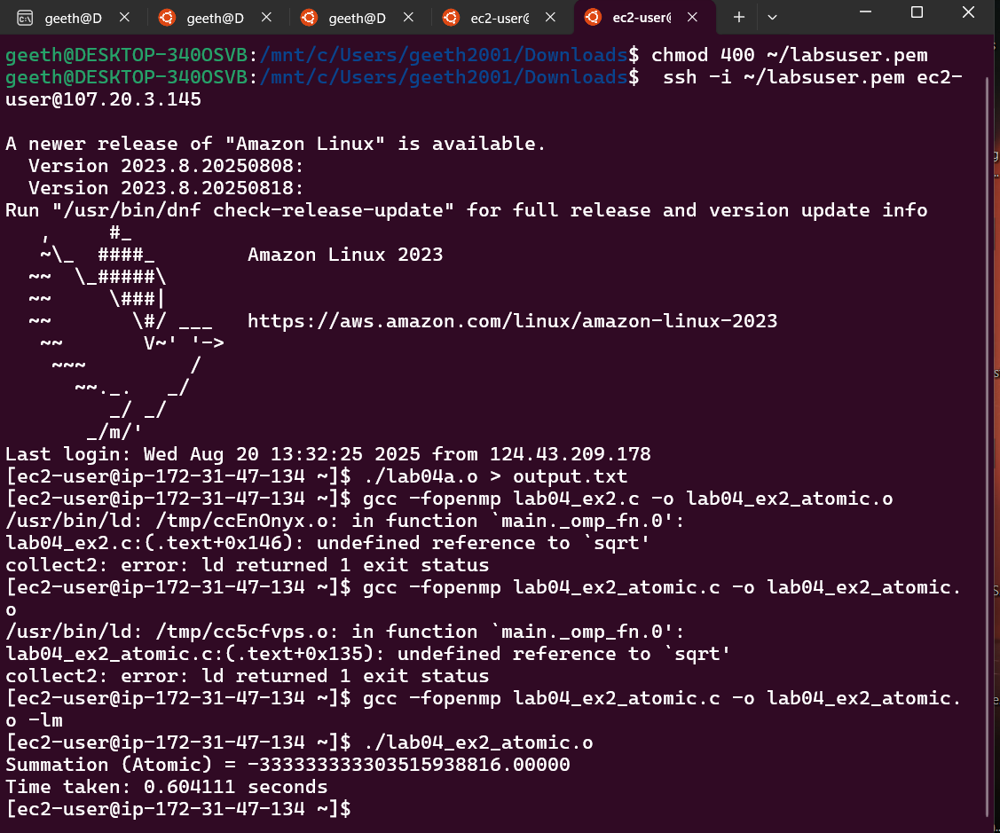 geeth@D
geeth@D
geeth@D
ec2-user@
ec2-user@
geeth@DESKTOP-340OSVB:/mnt/c/Users/geeth2001/Downloads$ chmod 400 ~/labsuser.pem
geeth@DESKTOP-340OSVB:/mnt/c/Users/geeth2001/Downloads$  ssh -i ~/labsuser.pem ec2-
user@107.20.3.145
A newer release of "Amazon Linux" is available.
  Version 2023.8.20250808:
  Version 2023.8.20250818:
Run "/usr/bin/dnf check-release-update" for full release and version update info
   ,     #_
   ~\_  ####_        Amazon Linux 2023
  ~~  \_#####\
  ~~     \###|
  ~~       \#/ ___   https://aws.amazon.com/linux/amazon-linux-2023
   ~~       V~' '->
    ~~~         /
      ~~._.   _/
         _/ _/
       _/m/'
Last login: Wed Aug 20 13:32:25 2025 from 124.43.209.178
[ec2-user@ip-172-31-47-134 ~]$ ./lab04a.o > output.txt
[ec2-user@ip-172-31-47-134 ~]$ gcc -fopenmp lab04_ex2.c -o lab04_ex2_atomic.o
/usr/bin/ld: /tmp/ccEnOnyx.o: in function `main._omp_fn.0':
lab04_ex2.c:(.text+0x146): undefined reference to `sqrt'
collect2: error: ld returned 1 exit status
[ec2-user@ip-172-31-47-134 ~]$ gcc -fopenmp lab04_ex2_atomic.c -o lab04_ex2_atomic.
o
/usr/bin/ld: /tmp/cc5cfvps.o: in function `main._omp_fn.0':
lab04_ex2_atomic.c:(.text+0x135): undefined reference to `sqrt'
collect2: error: ld returned 1 exit status
[ec2-user@ip-172-31-47-134 ~]$ gcc -fopenmp lab04_ex2_atomic.c -o lab04_ex2_atomic.
o -lm
[ec2-user@ip-172-31-47-134 ~]$ ./lab04_ex2_atomic.o
Summation (Atomic) = -333333333303515938816.00000
Time taken: 0.604111 seconds
[ec2-user@ip-172-31-47-134 ~]$